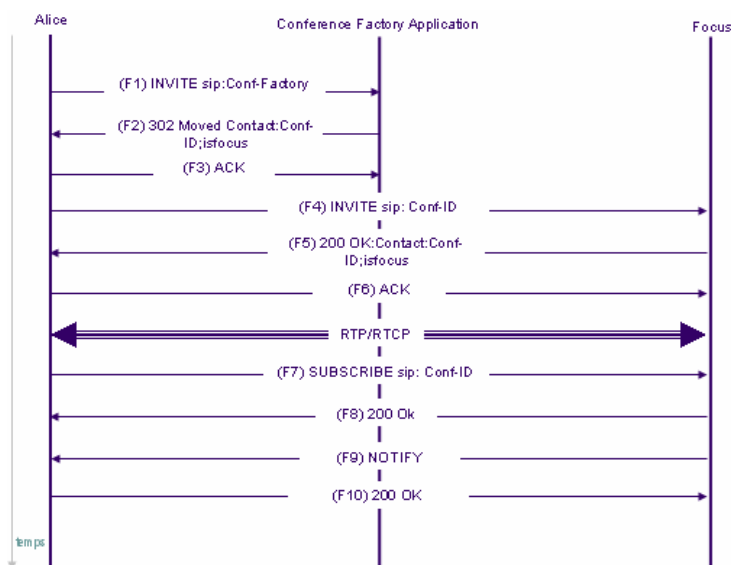 Alice
Conference Factory Application
Focus
(F1) INVITE sip:Conf-Factory
(F2) 302 Moved Contact:Conf-
ID;isfocus
(F3) ACK
(F4) INVITE sip: Conf-ID
(F5) 200 OK:Contact:Conf-
ID;isfocus
(F6) ACK
RTP/RTCP
(F7) SUBSCRIBE sip: Conf-ID
(F8) 200 Ok
(F9) NOTIFY
(F10) 200 OK
temps